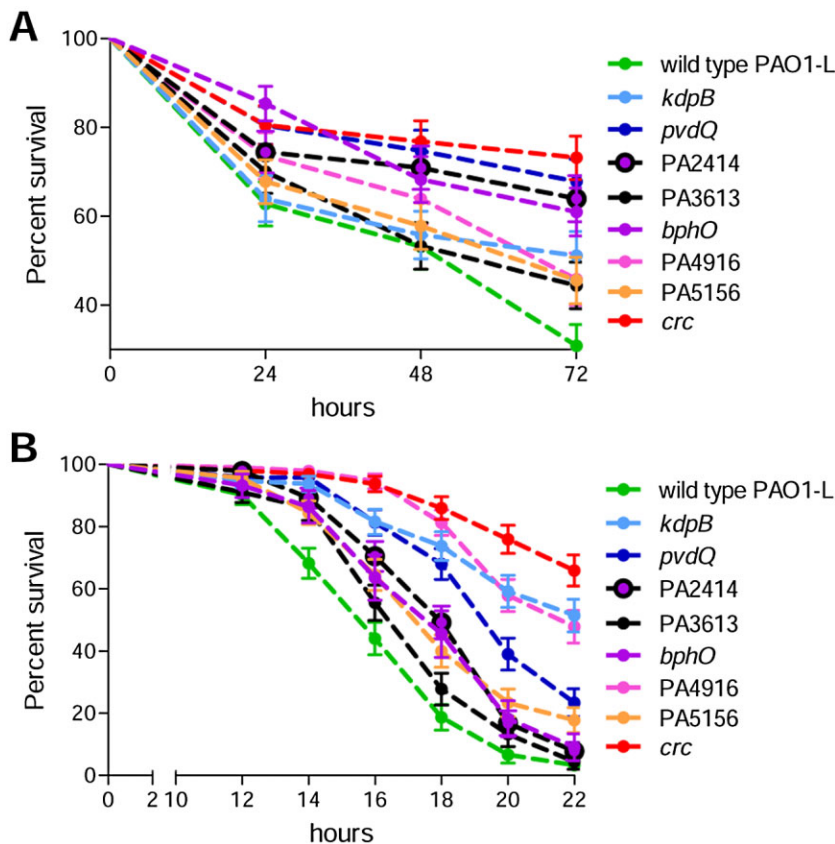 A
Percent survival
100
80
60
40
0
24
48
72
hours
wild type PAO1-L
kdpB
pvdQ
PA2414
PA3613
bphO
PA4916
PA5156
crc
B
Percent survival
100
80
60
40
20
0
0
2
10
12
14
16
18
20
22
hours
wild type PAO1-L
kdpB
pvdQ
PA2414
PA3613
bphO
PA4916
PA5156
crc